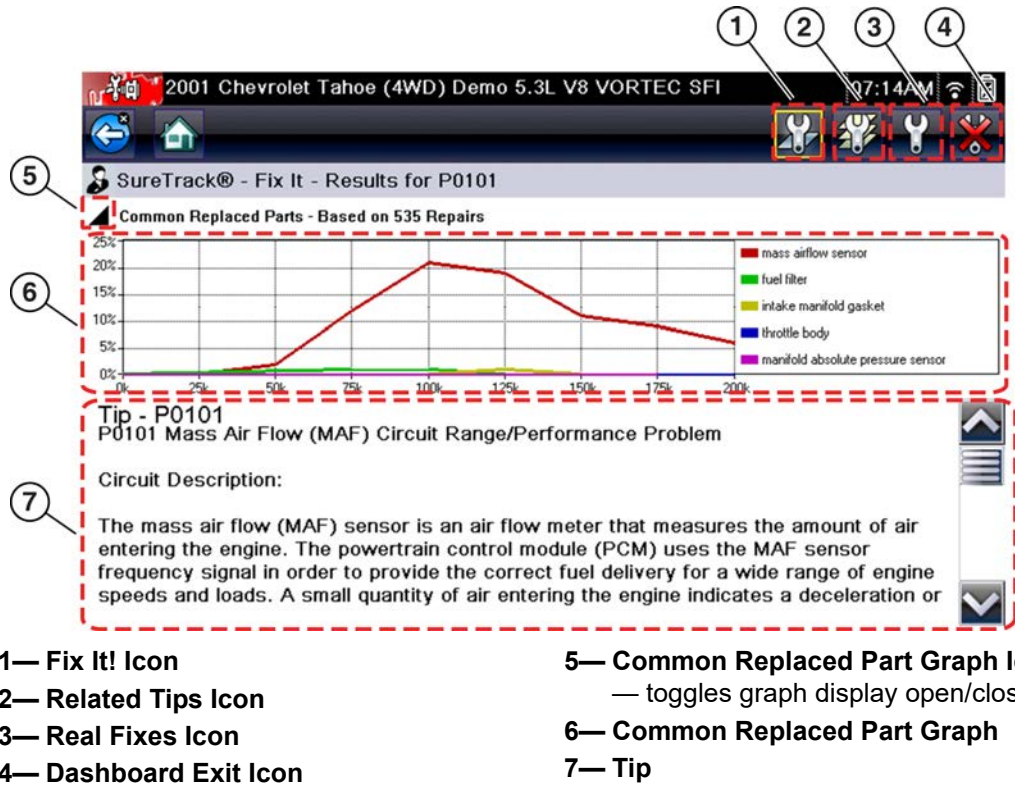 1 2 3 4
2001 Chevrolet Tahoe (4WD) Demo 5.3L V8 VORTEC SFI 07:14AM
5
SureTrack® - Fix It - Results for P0101
Common Replaced Parts - Based on 535 Repairs
6
25%
20%
15%
10%
5%
0%
0k 25k 50k 75k 100k 125k 150k 175k 200k
mass airflow sensor
fuel filter
intake manifold gasket
throttle body
manifold absolute pressure sensor
7
Tip - P0101
P0101 Mass Air Flow (MAF) Circuit Range/Performance Problem
Circuit Description:
The mass air flow (MAF) sensor is an air flow meter that measures the amount of air
entering the engine. The powertrain control module (PCM) uses the MAF sensor
frequency signal in order to provide the correct fuel delivery for a wide range of engine
speeds and loads. A small quantity of air entering the engine indicates a deceleration or
1— Fix It! Icon
2— Related Tips Icon
3— Real Fixes Icon
4— Dashboard Exit Icon
5— Common Replaced Part Graph I
— toggles graph display open/clos
6— Common Replaced Part Graph
7— Tip